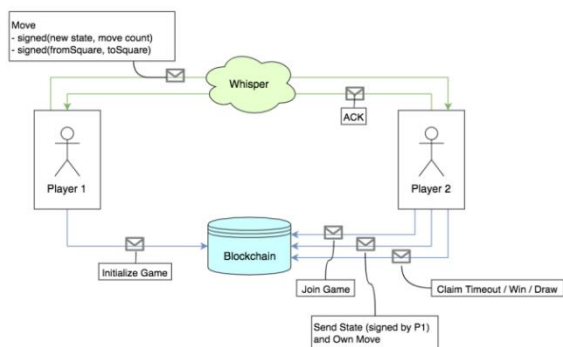 Move
- signed(new state, move count)
- signed(fromSquare, toSquare)
Whisper
ACK
Player 1
Player 2
Blockchain
Initialize Game
Join Game
Claim Timeout / Win / Draw
Send State (signed by P1)
and Own Move